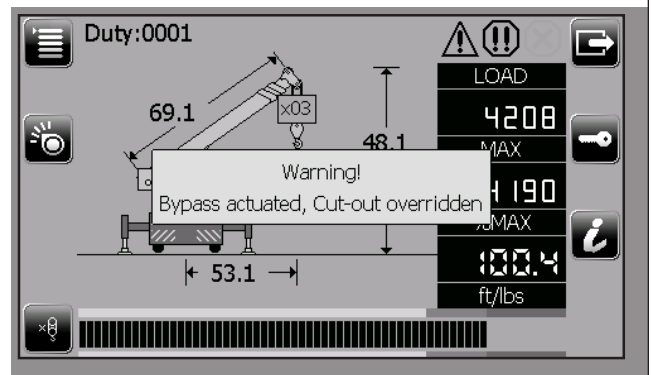 Duty:0001
LOAD
4208
MAX
4190
%MAX
100.4
ft/lbs
69.1
x03
48.1
Warning!
Bypass actuated, Cut-out overridden
53.1
x